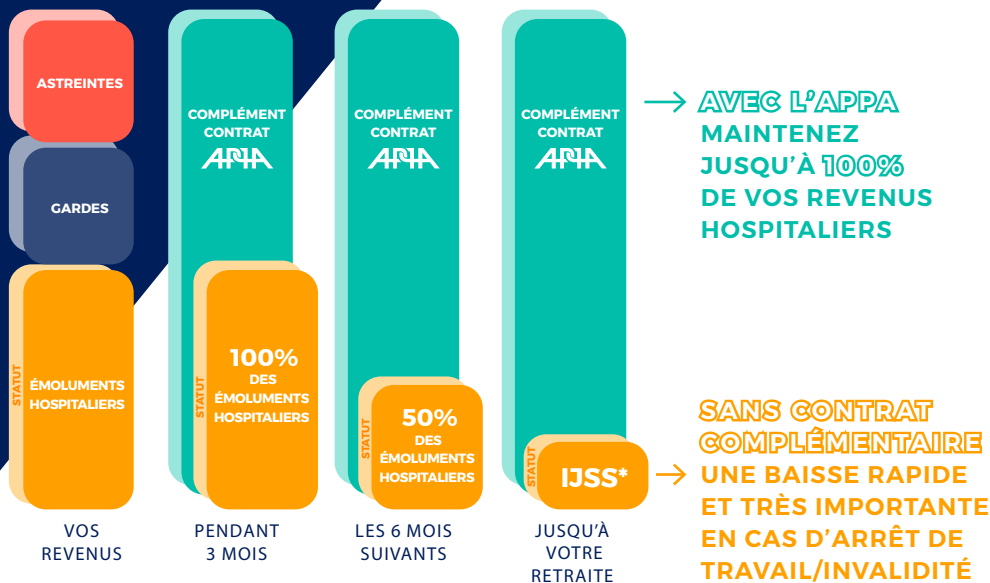 ASTREINTES
GARDES
STATUT
ÉMOLUMENTS
HOSPITALIERS
VOS
REVENUS
COMPLÉMENT
CONTRAT
APPA
STATUT
100%
DES
ÉMOLUMENTS
HOSPITALIERS
PENDANT
3 MOIS
COMPLÉMENT
CONTRAT
APPA
STATUT
50%
DES
ÉMOLUMENTS
HOSPITALIERS
LES 6 MOIS
SUIVANTS
COMPLÉMENT
CONTRAT
APPA
STATUT
IJSS*
JUSQU'À
VOTRE
RETRAITE
AVEC L'APPA
MAINTENEZ
JUSQU'À 100%
DE VOS REVENUS
HOSPITALIERS
SANS CONTRAT
COMPLÉMENTAIRE
UNE BAISSE RAPIDE
ET TRÈS IMPORTANTE
EN CAS D'ARRÊT DE
TRAVAIL/INVALIDITÉ